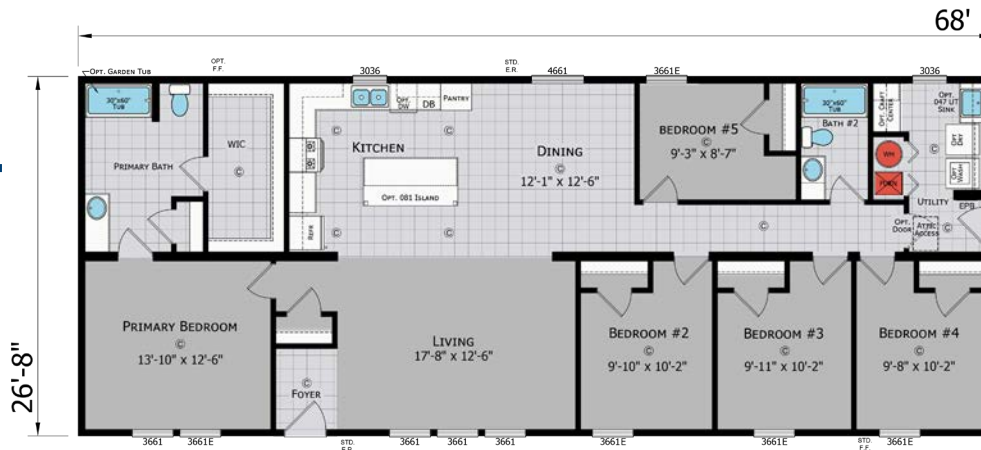 68'
26'-8"
OPT. GARDEN TUB
OPT.
F.F.
3036
STD.
E.R.
4661
3661E
3036
30"x60"
TUB
PRIMARY BATH
WIC
©
OPT.
DW
DB
PANTRY
©
©
KITCHEN
OPT. 081 ISLAND
REFR
©
©
DINING
©
12'-1" x 12'-6"
BEDROOM #5
©
9'-3" x 8'-7"
30"x60"
TUB
BATH #2
OPT. CRAFT
CENTER
OPT.
047 UT
SINK
WH
FURN
©
OPT
DRY
OPT
WASH
UTILITY
EPB
OPT.
DOOR
ATTIC
ACCESS
©
©
PRIMARY BEDROOM
©
13'-10" x 12'-6"
©
FOYER
LIVING
17'-8" x 12'-6"
BEDROOM #2
©
9'-10" x 10'-2"
BEDROOM #3
©
9'-11" x 10'-2"
BEDROOM #4
©
9'-8" x 10'-2"
3661
3661E
STD.
F.P.
3661
3661
3661
3661E
3661E
STD.
F.F.
3661E